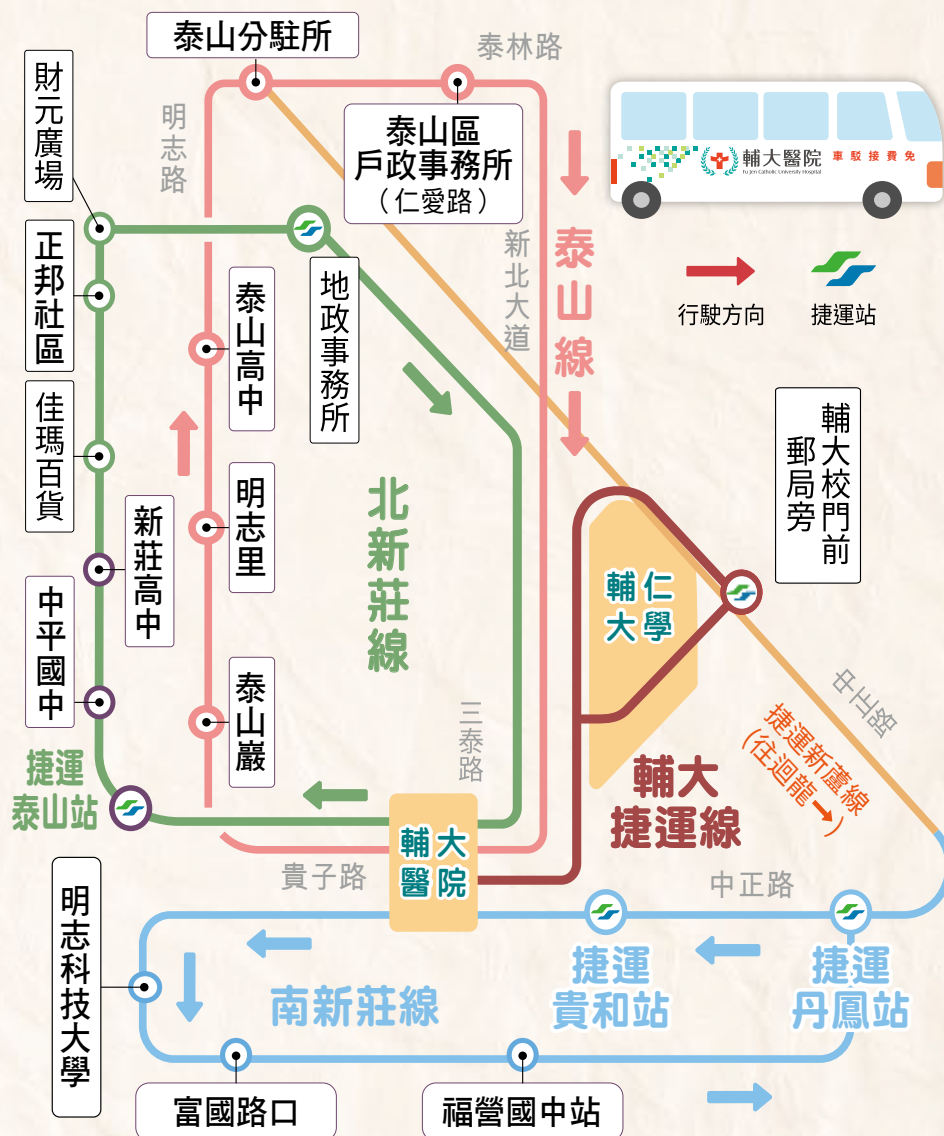 泰山分駐所
泰林路
財元廣場
明志路
泰山區
戶政事務所
（仁愛路）
輔大醫院
Fu Jen Catholic University Hospital
車駁接費免
正邦社區
新北大道
泰山線
行駛方向
捷運站
泰山高中
地政事務所
佳瑪百貨
輔大校門前
郵局旁
北新莊線
明志里
新莊高中
輔仁
大學
中平國中
泰山巖
三泰路
中正路
捷運新蘆線
(往迴龍 )
捷運
泰山站
輔大
捷運線
輔大
醫院
貴子路
中正路
明志科技大學
南新莊線
捷運
貴和站
捷運
丹鳳站
富國路口
福營國中站